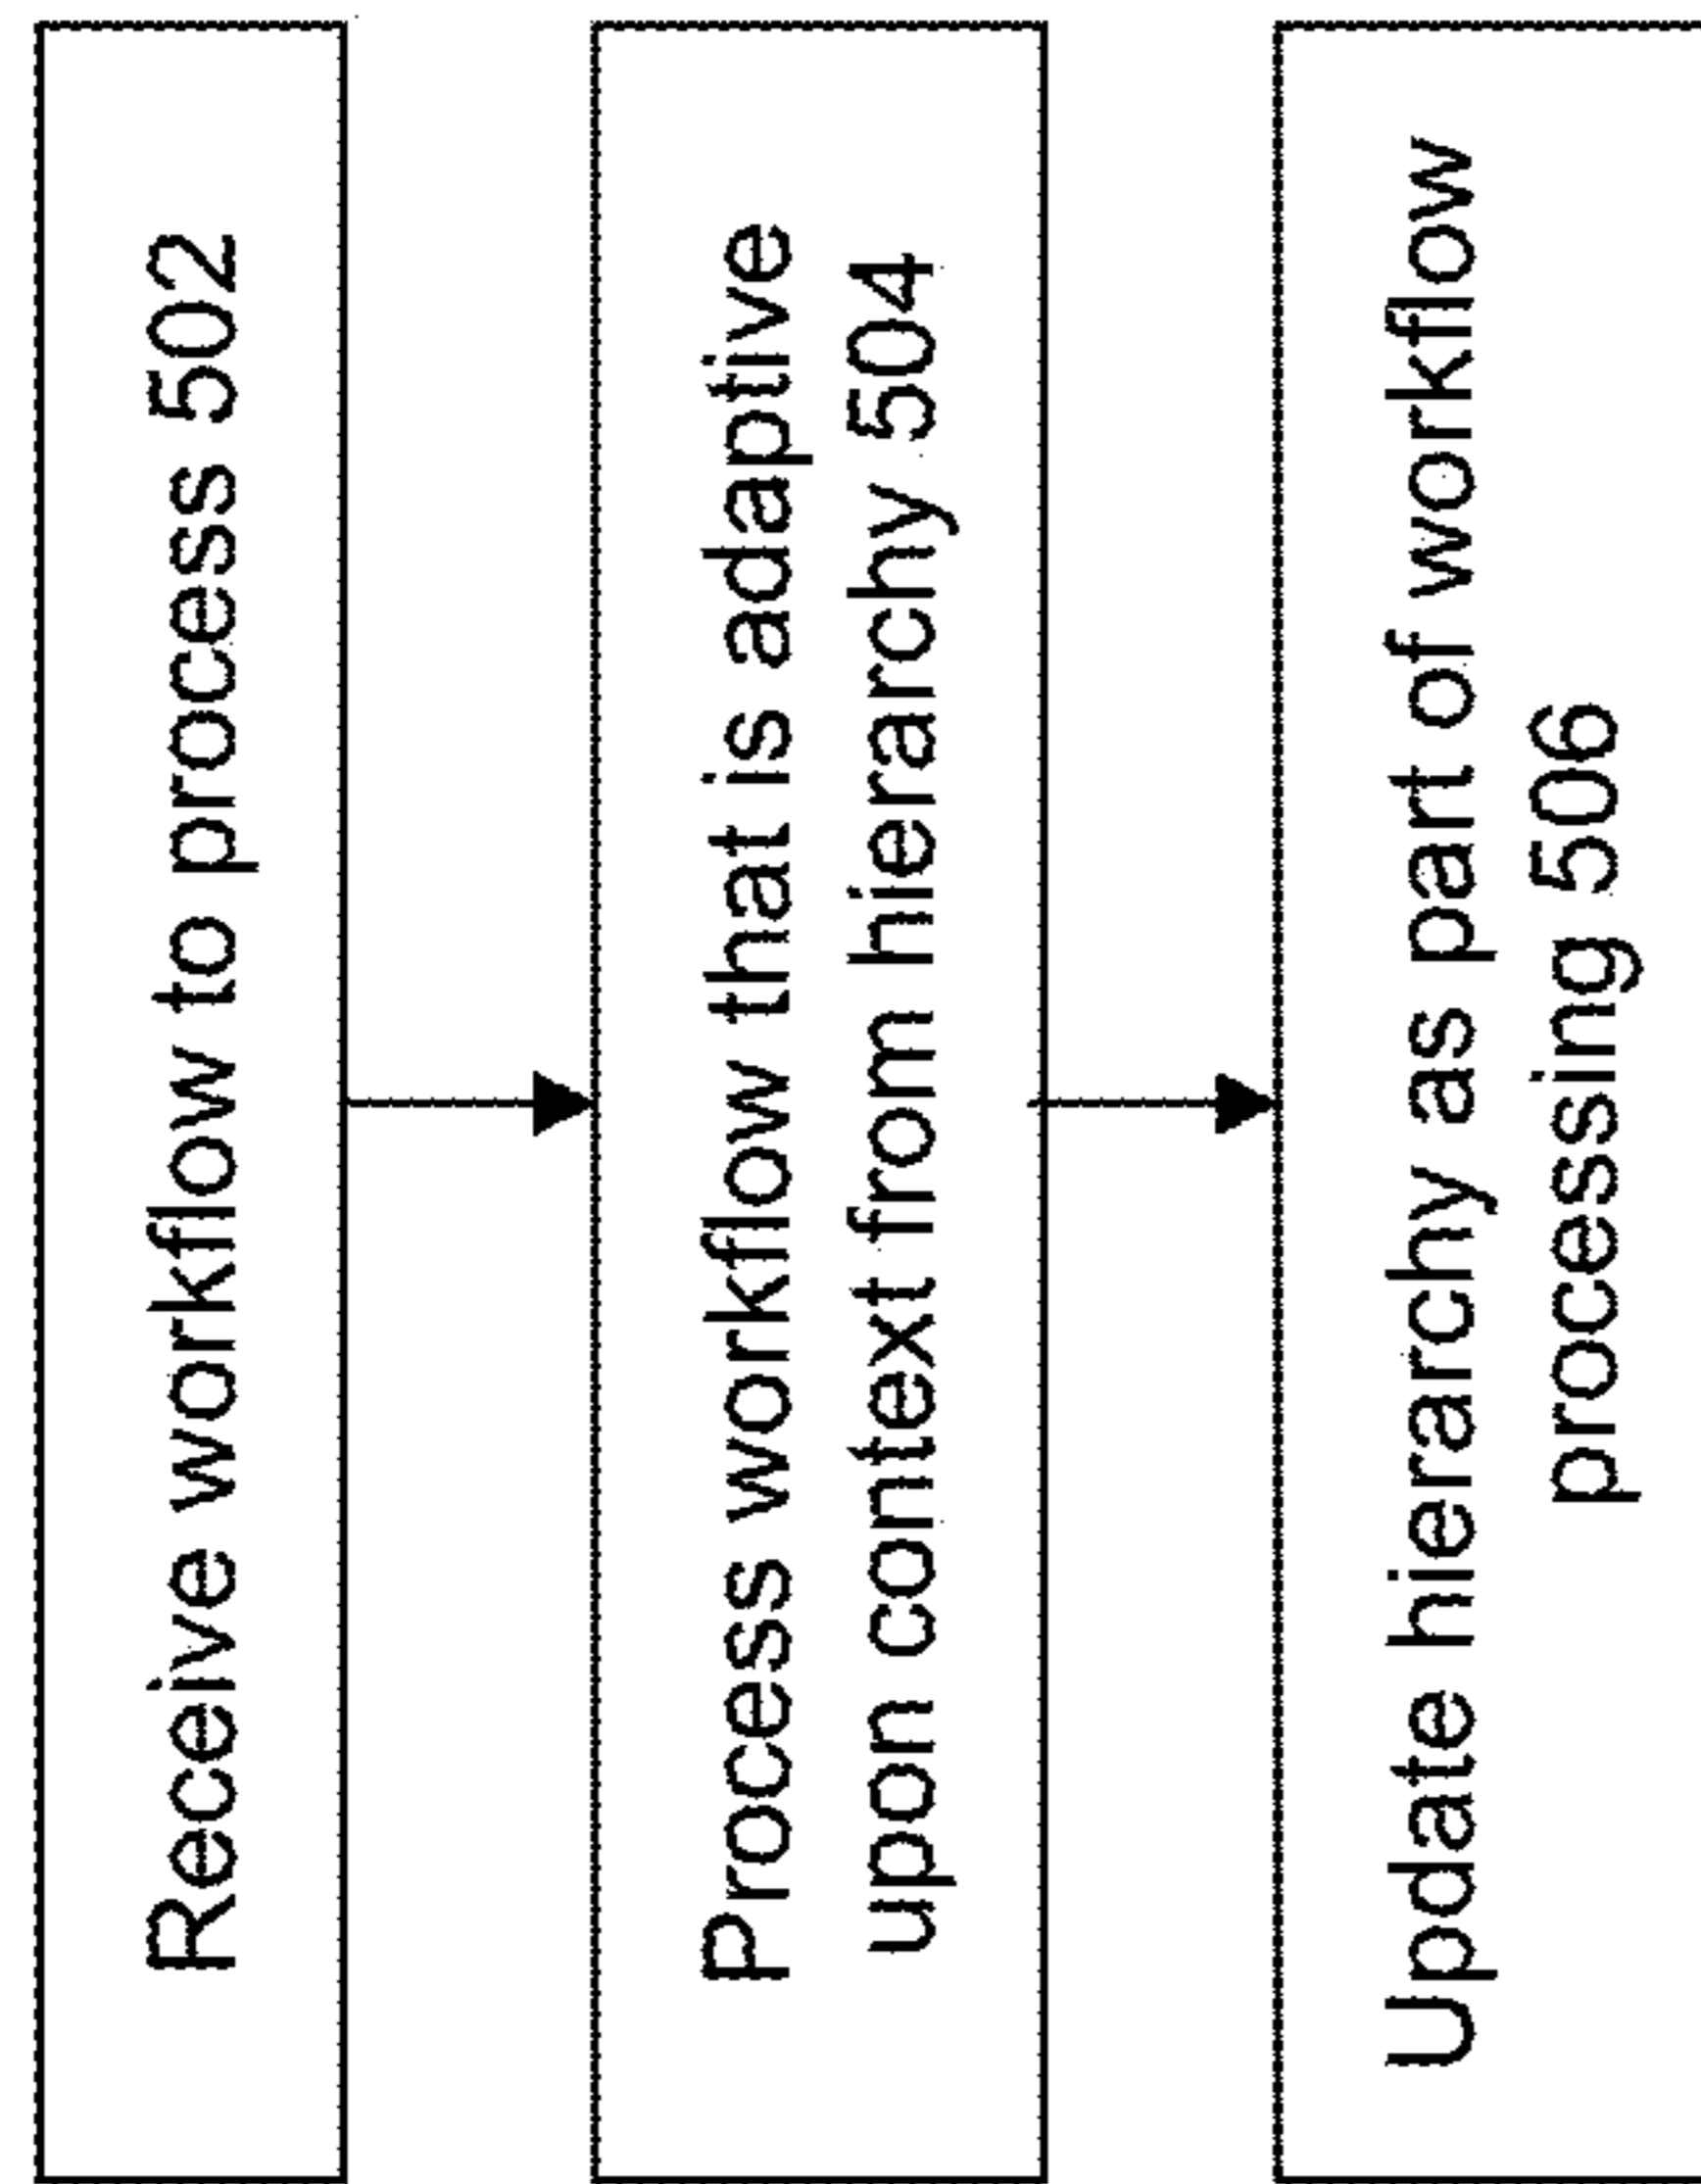 Receive workflow to process 502
Process workflow that is adaptive
upon context from hierarchy 504
Update hierarchy as part of workflow
processing 506